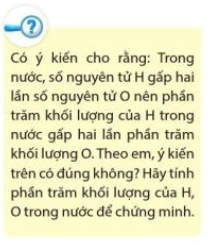 Có ý kiến cho rằng: Trong
nước, số nguyên tử H gấp hai
lần số nguyên tử O nên phần
trăm khối lượng của H trong
nước gấp hai lần phần trăm
khối lượng O. Theo em, ý kiến
trên có đúng không? Hãy tính
phần trăm khối lượng của H,
O trong nước để chứng minh.